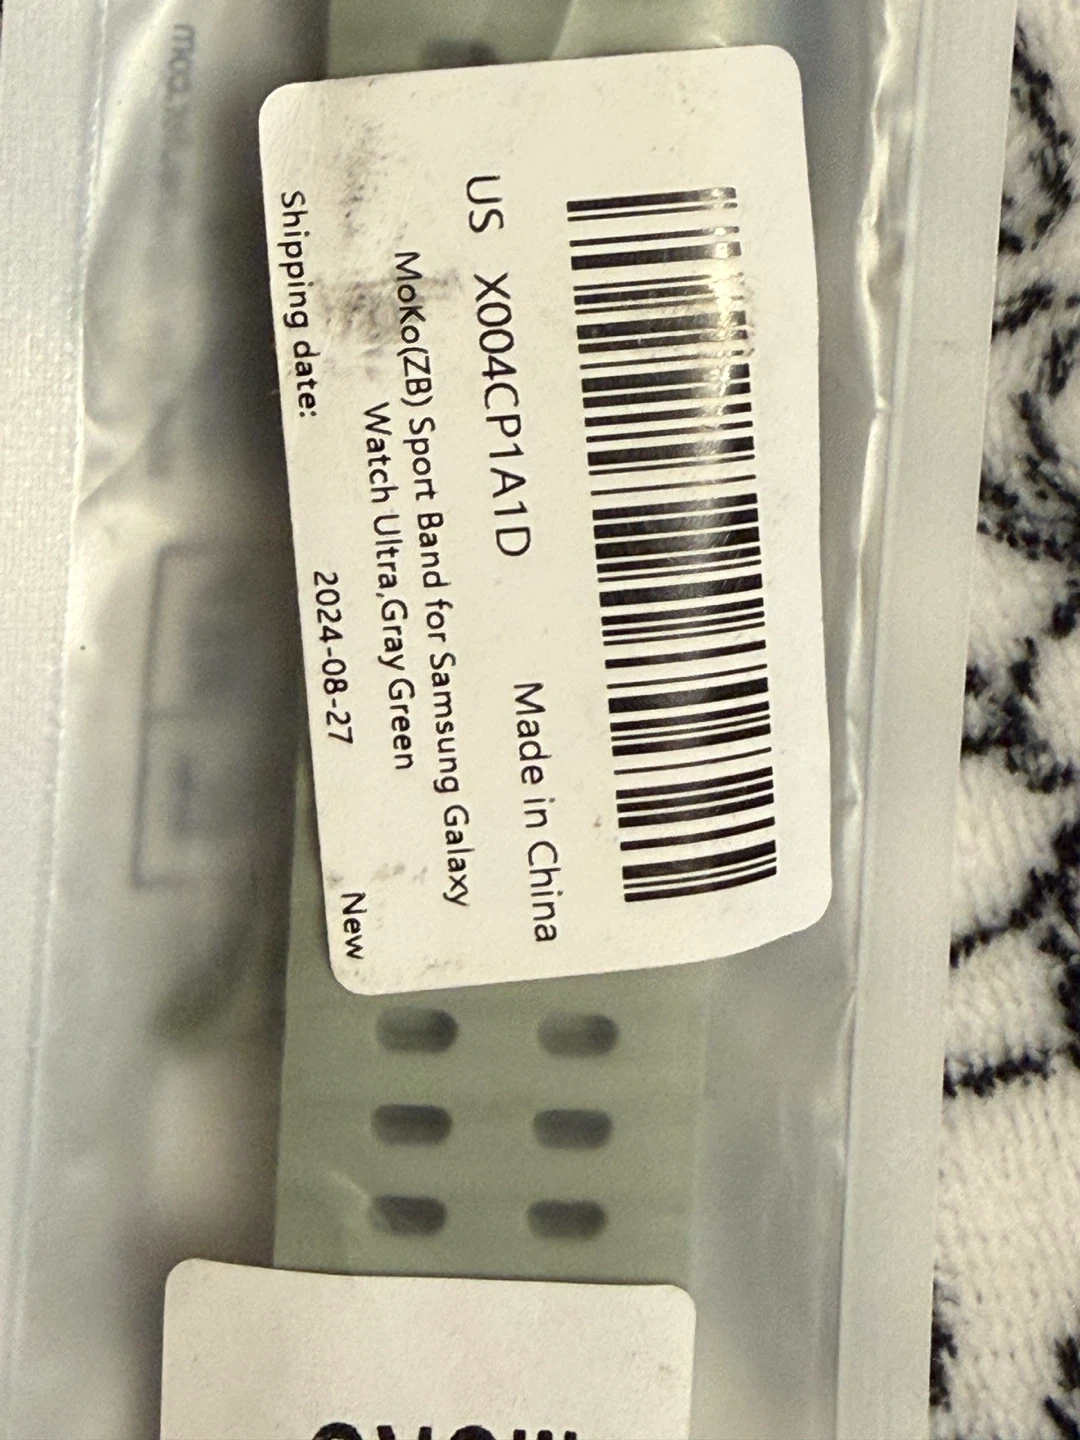 US X004CP1A1D Made in China
MoKo(ZB) Sport Band for Samsung Galaxy
Watch Ultra,Gray Green
Shipping date: 2024-08-27 New